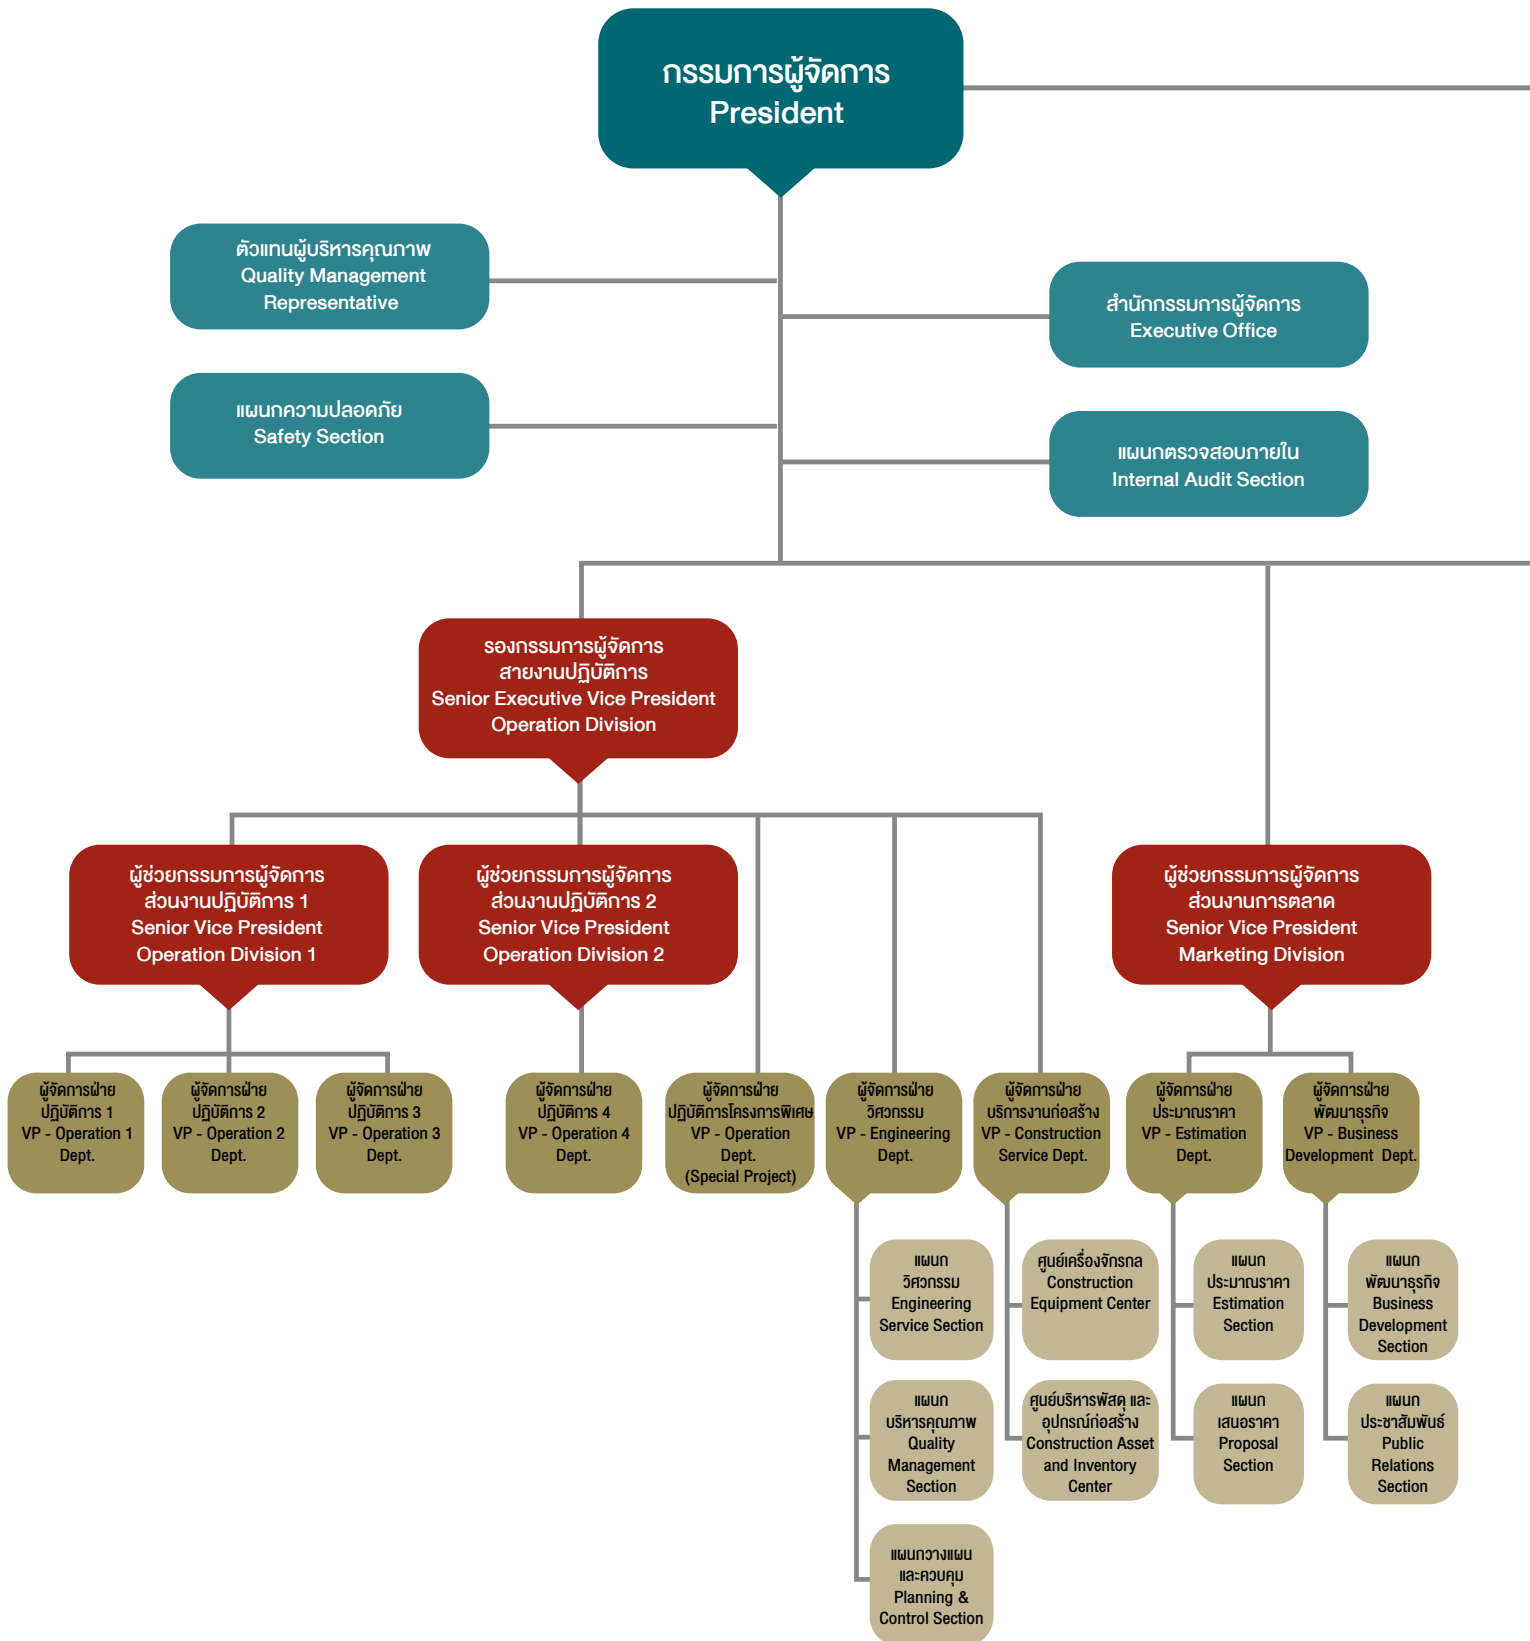 กรรมการผู้จัดการ
President
ตัวแทนผู้บริหารคุณภาพ
Quality Management
Representative
สำนักกรรมการผู้จัดการ
Executive Office
แผนกความปลอดภัย
Safety Section
แผนกตรวจสอบภายใน
Internal Audit Section
รองกรรมการผู้จัดการ
สายงานปฏิบัติการ
Senior Executive Vice President
Operation Division
ผู้ช่วยกรรมการผู้จัดการ
ส่วนงานปฏิบัติการ 1
Senior Vice President
Operation Division 1
ผู้ช่วยกรรมการผู้จัดการ
ส่วนงานปฏิบัติการ 2
Senior Vice President
Operation Division 2
ผู้ช่วยกรรมการผู้จัดการ
ส่วนงานการตลาด
Senior Vice President
Marketing Division
ผู้จัดการฝ่าย
ปฏิบัติการ 1
VP - Operation 1
Dept.
ผู้จัดการฝ่าย
ปฏิบัติการ 2
VP - Operation 2
Dept.
ผู้จัดการฝ่าย
ปฏิบัติการ 3
VP - Operation 3
Dept.
ผู้จัดการฝ่าย
ปฏิบัติการ 4
VP - Operation 4
Dept.
ผู้จัดการฝ่าย
ปฏิบัติการโครงการพิเศษ
VP - Operation
Dept.
(Special Project)
ผู้จัดการฝ่าย
วิศวกรรม
VP - Engineering
Dept.
ผู้จัดการฝ่าย
บริการงานก่อสร้าง
VP - Construction
Service Dept.
ผู้จัดการฝ่าย
ประมาณราคา
VP - Estimation
Dept.
ผู้จัดการฝ่าย
พัฒนาธุรกิจ
VP - Business
Development Dept.
แผนก
วิศวกรรม
Engineering
Service Section
ศูนย์เครื่องจักรกล
Construction
Equipment Center
แผนก
ประมาณราคา
Estimation
Section
แผนก
พัฒนาธุรกิจ
Business
Development
Section
แผนก
บริหารคุณภาพ
Quality
Management
Section
ศูนย์บริหารพัสดุ และ
อุปกรณ์ก่อสร้าง
Construction Asset
and Inventory
Center
แผนก
เสนอราคา
Proposal
Section
แผนก
ประชาสัมพันธ์
Public
Relations
Section
แผนกวางแผน
และควบคุม
Planning &
Control Section